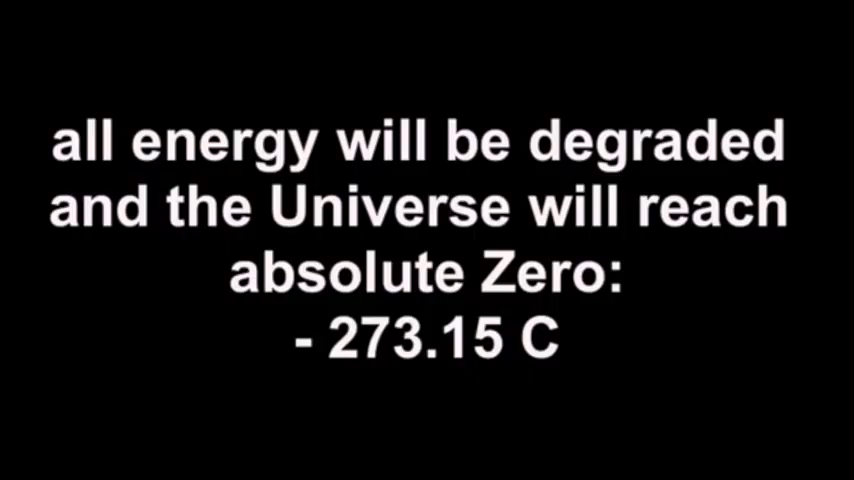 all energy will be degraded
and the Universe will reach
absolute Zero:
- 273.15 C